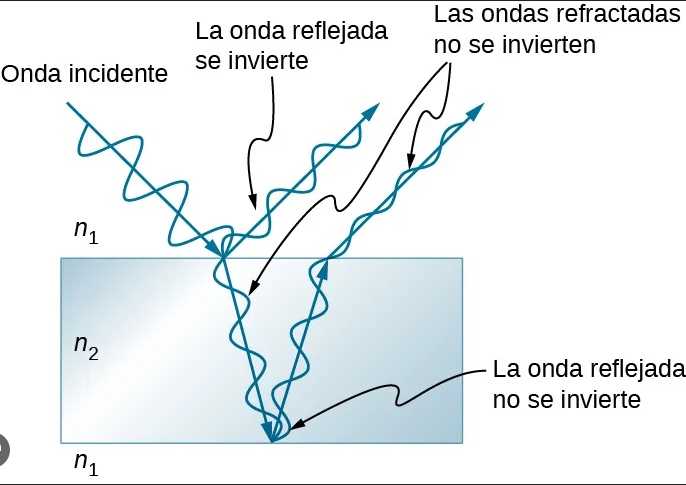 Las ondas refractadas
no se invierten
La onda reflejada
se invierte
Onda incidente
n1
n2
La onda reflejada
no se invierte
n1